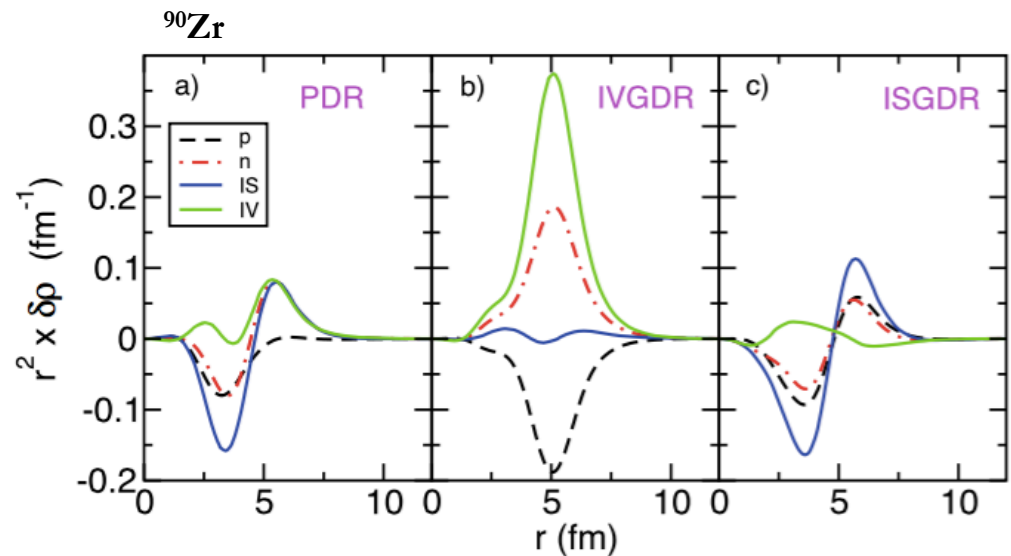 ⁹⁰Zr
a) PDR
b) IVGDR
c) ISGDR
p
n
IS
IV
0.3
0.2
0.1
0
-0.1
-0.2
r² x δρ (fm⁻¹)
0 5 10 0 5 10 0 5 10
r (fm)